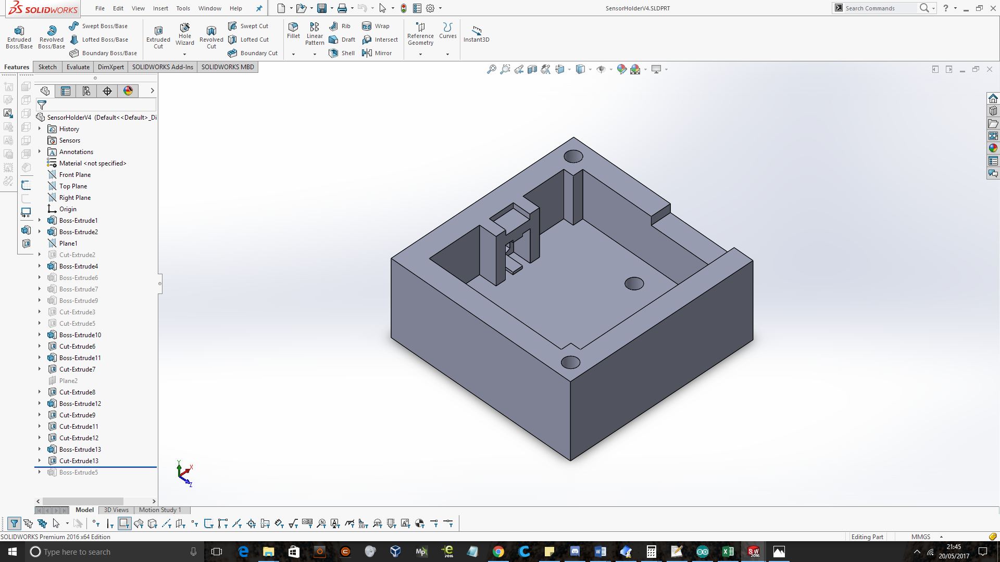 SOLIDWORKS
File Edit View Insert Tools Window Help
SensorHolderV4.SLDPRT
Search Commands
?
Extruded Boss/Base
Revolved Boss/Base
Swept Boss/Base
Lofted Boss/Base
Boundary Boss/Base
Extruded Cut
Hole Wizard
Revolved Cut
Swept Cut
Lofted Cut
Boundary Cut
Fillet
Linear Pattern
Rib
Draft
Shell
Wrap
Intersect
Mirror
Reference Geometry
Curves
Instant3D
Features Sketch Evaluate DimXpert SOLIDWORKS Add-Ins SOLIDWORKS MBD
SensorHolderV4 (Default<<Default>_Di
History
Sensors
Annotations
Material <not specified>
Front Plane
Top Plane
Right Plane
Origin
Boss-Extrude1
Boss-Extrude2
Plane1
Cut-Extrude2
Boss-Extrude4
Boss-Extrude6
Boss-Extrude7
Boss-Extrude9
Cut-Extrude3
Cut-Extrude5
Boss-Extrude10
Cut-Extrude6
Boss-Extrude11
Cut-Extrude7
Plane2
Cut-Extrude8
Boss-Extrude12
Cut-Extrude9
Cut-Extrude11
Cut-Extrude12
Boss-Extrude13
Cut-Extrude13
Boss-Extrude5
Y
X
Z
Model 3D Views Motion Study 1
SOLIDWORKS Premium 2016 x64 Edition
Editing Part
MMGS
Type here to search
21:45
20/05/2017